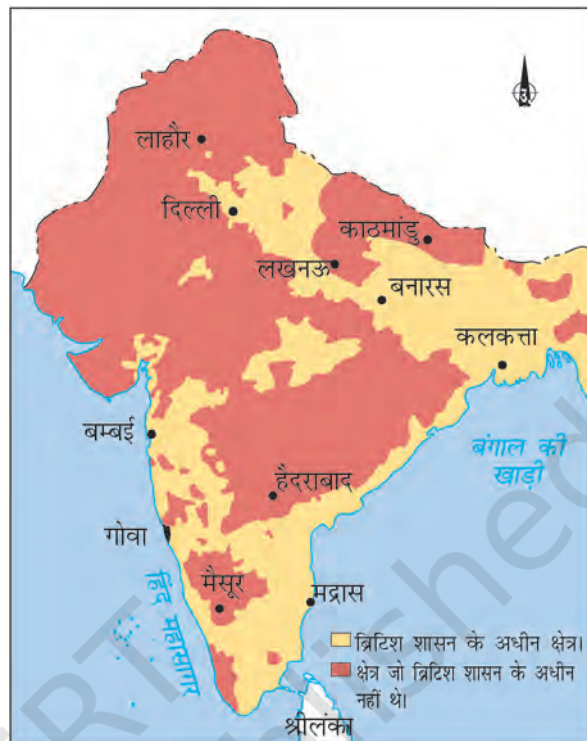 उ
लाहौर
दिल्ली
काठमांडु
लखनऊ
बनारस
कलकत्ता
बम्बई
बंगाल की
खाड़ी
हैदराबाद
गोवा
मैसूर
मद्रास
हिंद महासागर
ब्रिटिश शासन के अधीन क्षेत्र।
क्षेत्र जो ब्रिटिश शासन के अधीन
नहीं थे।
श्रीलंका